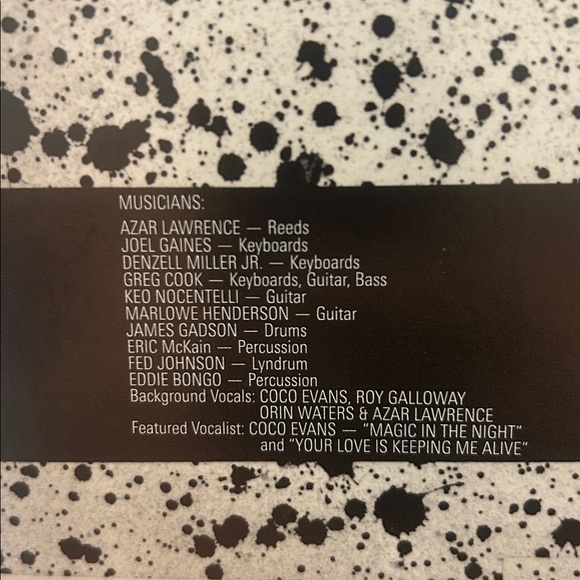 MUSICIANS:
AZAR LAWRENCE — Reeds
JOEL GAINES — Keyboards
DENZELL MILLER JR. — Keyboards
GREG COOK — Keyboards, Guitar, Bass
KEO NOCENTELLI — Guitar
MARLOWE HENDERSON — Guitar
JAMES GADSON — Drums
ERIC McKain — Percussion
FED JOHNSON — Lyndrum
EDDIE BONGO — Percussion
Background Vocals: COCO EVANS, ROY GALLOWAY
ORIN WATERS & AZAR LAWRENCE
Featured Vocalist: COCO EVANS — "MAGIC IN THE NIGHT"
and "YOUR LOVE IS KEEPING ME ALIVE"